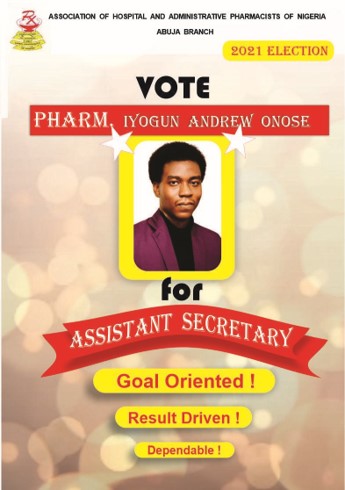 ASSOCIATION OF HOSPITAL AND ADMINISTRATIVE PHARMACISTS OF NIGERIA
ABUJA BRANCH
2021 ELECTION
VOTE
PHARM. IYOGUN ANDREW ONOSE
for
ASSISTANT SECRETARY
Goal Oriented !
Result Driven !
Dependable !